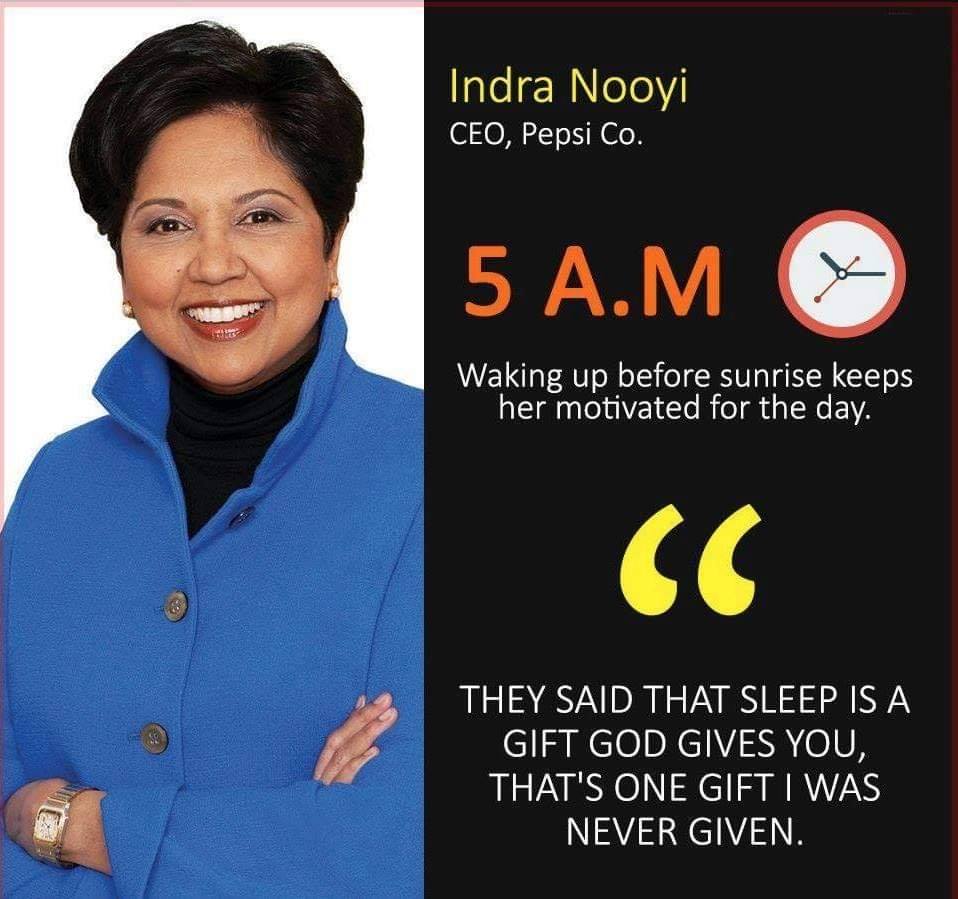 Indra Nooyi
CEO, Pepsi Co.
5 A.M
Waking up before sunrise keeps
her motivated for the day.
“
THEY SAID THAT SLEEP IS A
GIFT GOD GIVES YOU,
THAT'S ONE GIFT I WAS
NEVER GIVEN.